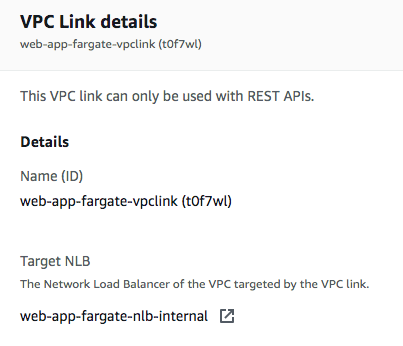 VPC Link details
web-app-fargate-vpclink (t0f7wl)
This VPC link can only be used with REST APIs.
Details
Name (ID)
web-app-fargate-vpclink (t0f7wl)
Target NLB
The Network Load Balancer of the VPC targeted by the VPC link.
web-app-fargate-nlb-internal